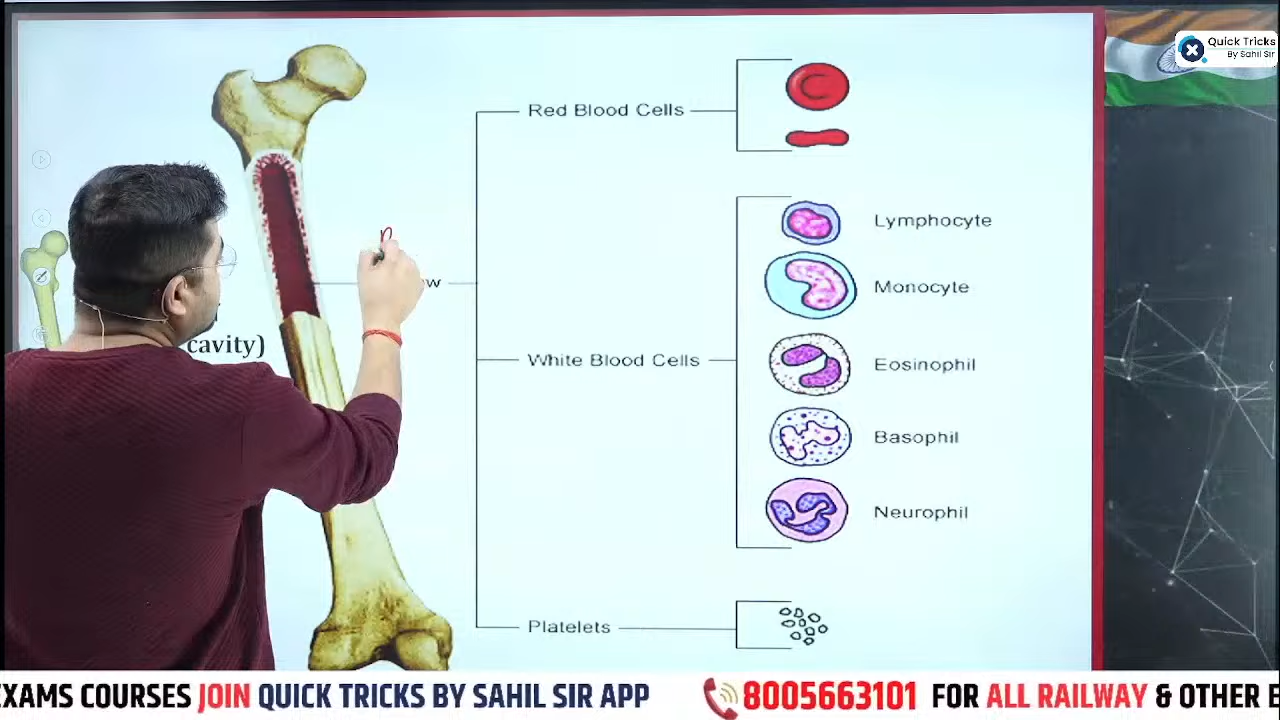 Quick Tricks
By Sahil Sir
Red Blood Cells
Lymphocyte
Monocyte
cavity)
White Blood Cells
Eosinophil
Basophil
Neurophil
Platelets
EXAMS COURSES JOIN QUICK TRICKS BY SAHIL SIR APP 8005663101 FOR ALL RAILWAY & OTHER